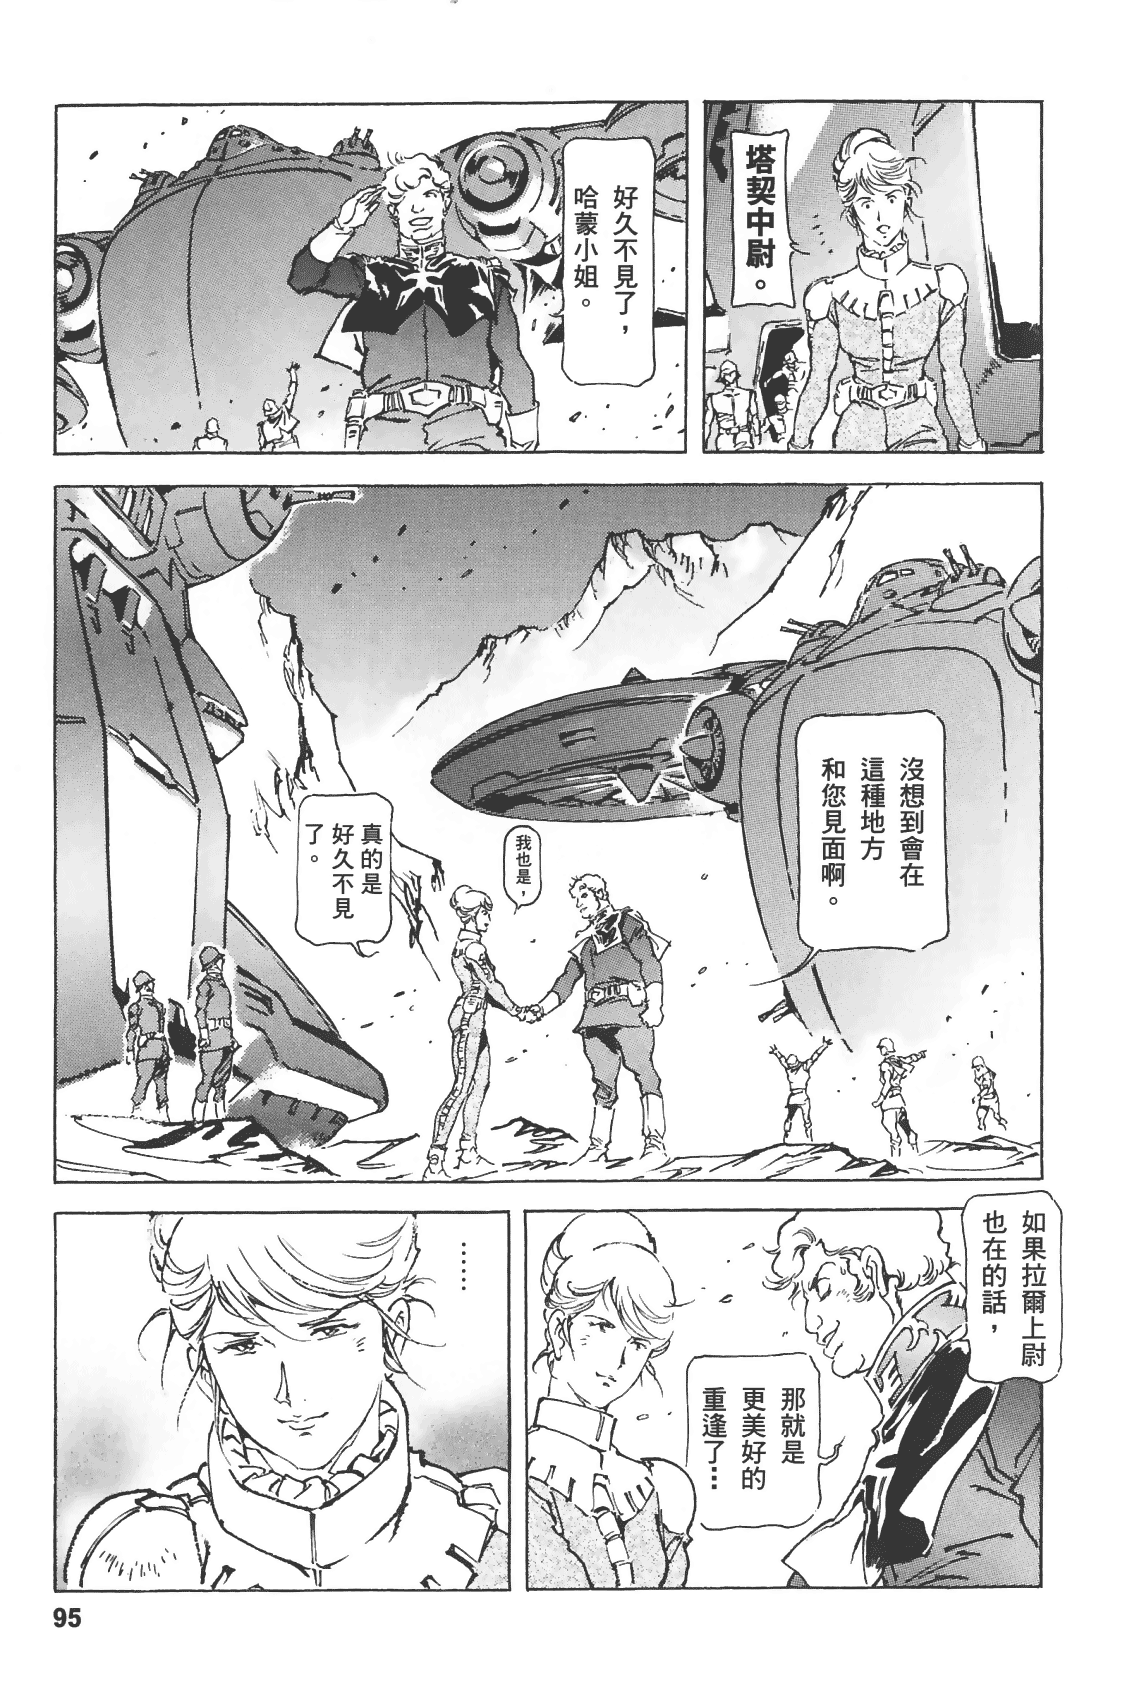 塔契中尉。
好久不見了，
哈蒙小姐。
沒想到會在
這種地方
和您見面啊。
我也是，
真的是
好久不見
了。
如果拉爾上尉
也在的話，
那就是
更美好的
重逢了…
……
95